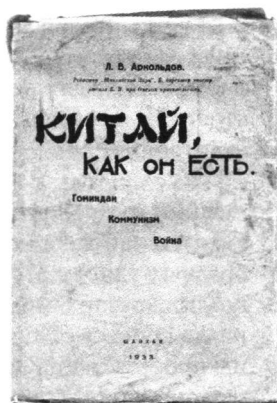 Л. В. Арнольдов.
КИТАЙ,
КАК ОН ЕСТЬ.
Гоминдан
Коммунизм
Война
ШАНХАЙ
1933